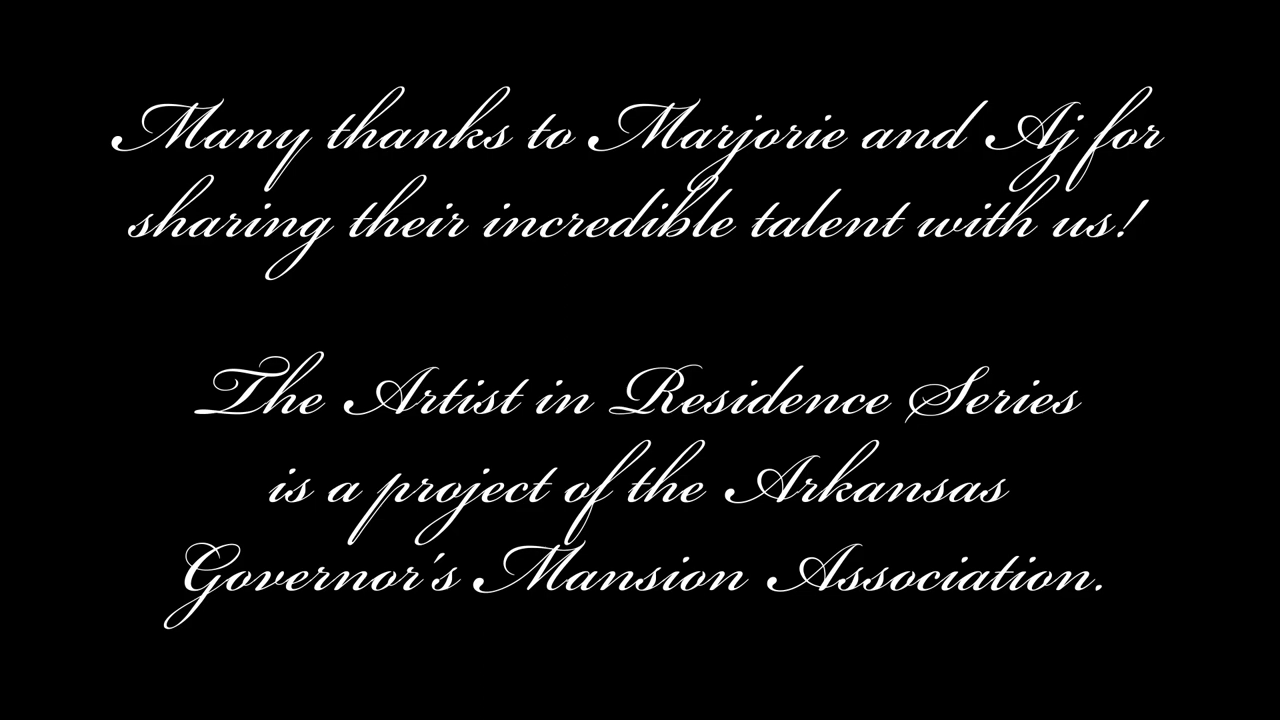 Many thanks to Marjorie and Aj for
sharing their incredible talent with us!
The Artist in Residence Series
is a project of the Arkansas
Governor's Mansion Association.